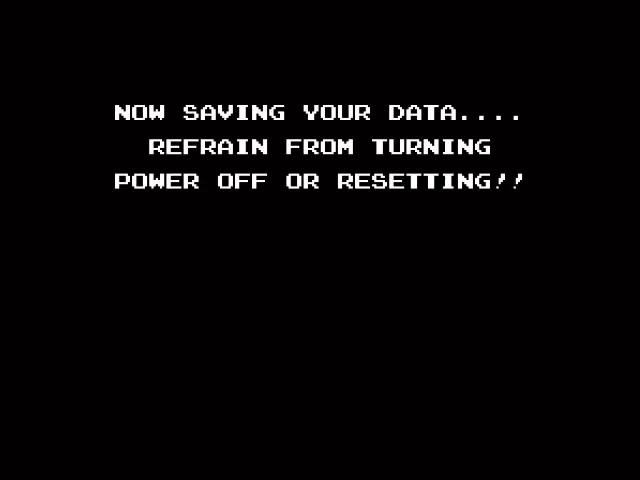 NOW SAVING YOUR DATA....
REFRAIN FROM TURNING
POWER OFF OR RESETTING!!